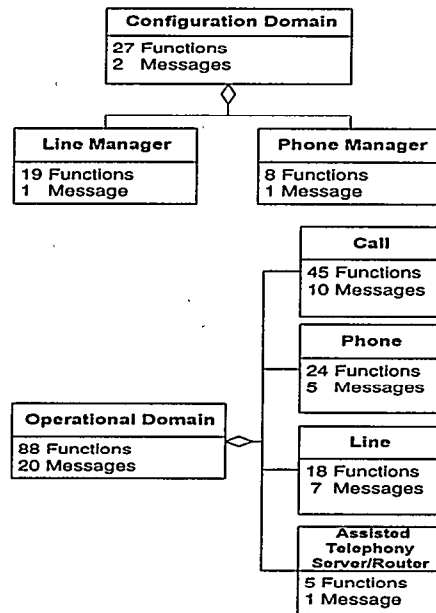 Configuration Domain
27 Functions
2 Messages
Line Manager
19 Functions
1 Message
Phone Manager
8 Functions
1 Message
Call
45 Functions
10 Messages
Phone
24 Functions
5 Messages
Operational Domain
88 Functions
20 Messages
Line
18 Functions
7 Messages
Assisted
Telephony
Server/Router
5 Functions
1 Message